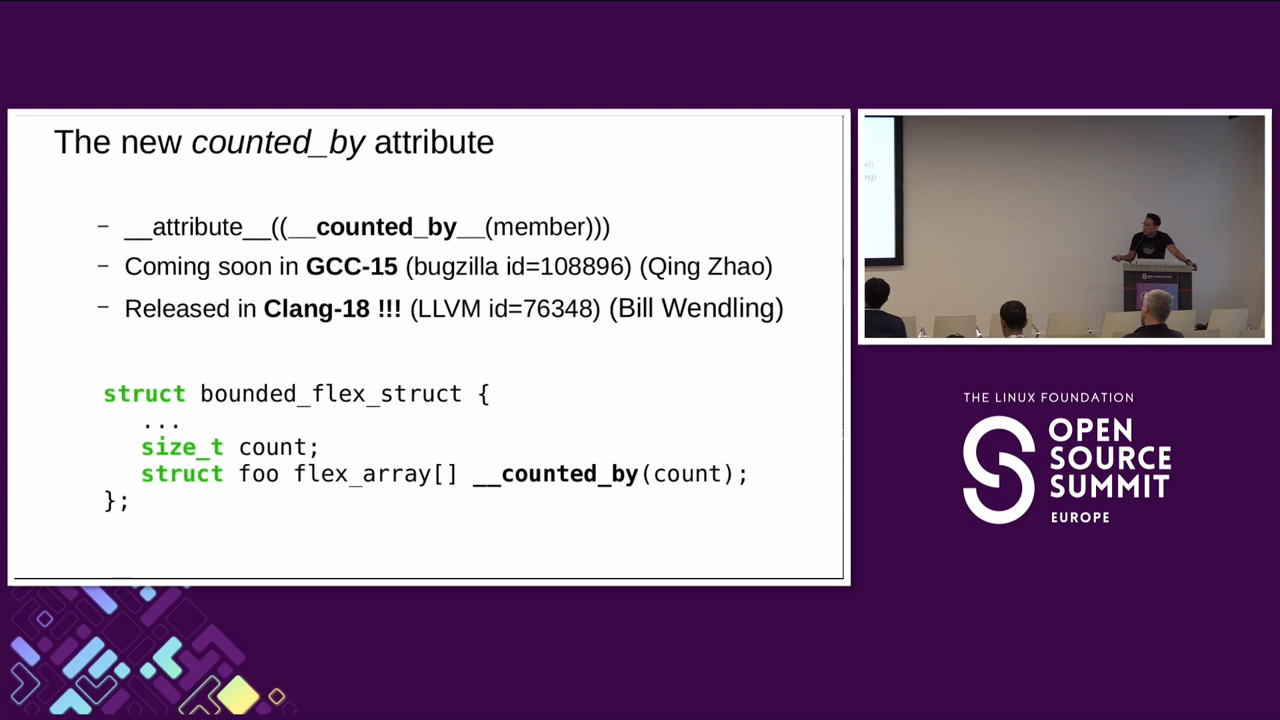 The new counted_by attribute
– __attribute__((__counted_by__(member)))
– Coming soon in GCC-15 (bugzilla id=108896) (Qing Zhao)
– Released in Clang-18 !!! (LLVM id=76348) (Bill Wendling)
struct bounded_flex_struct {
...
size_t count;
struct foo flex_array[] __counted_by(count);
};
THE LINUX FOUNDATION
OPEN
SOURCE
SUMMIT
EUROPE